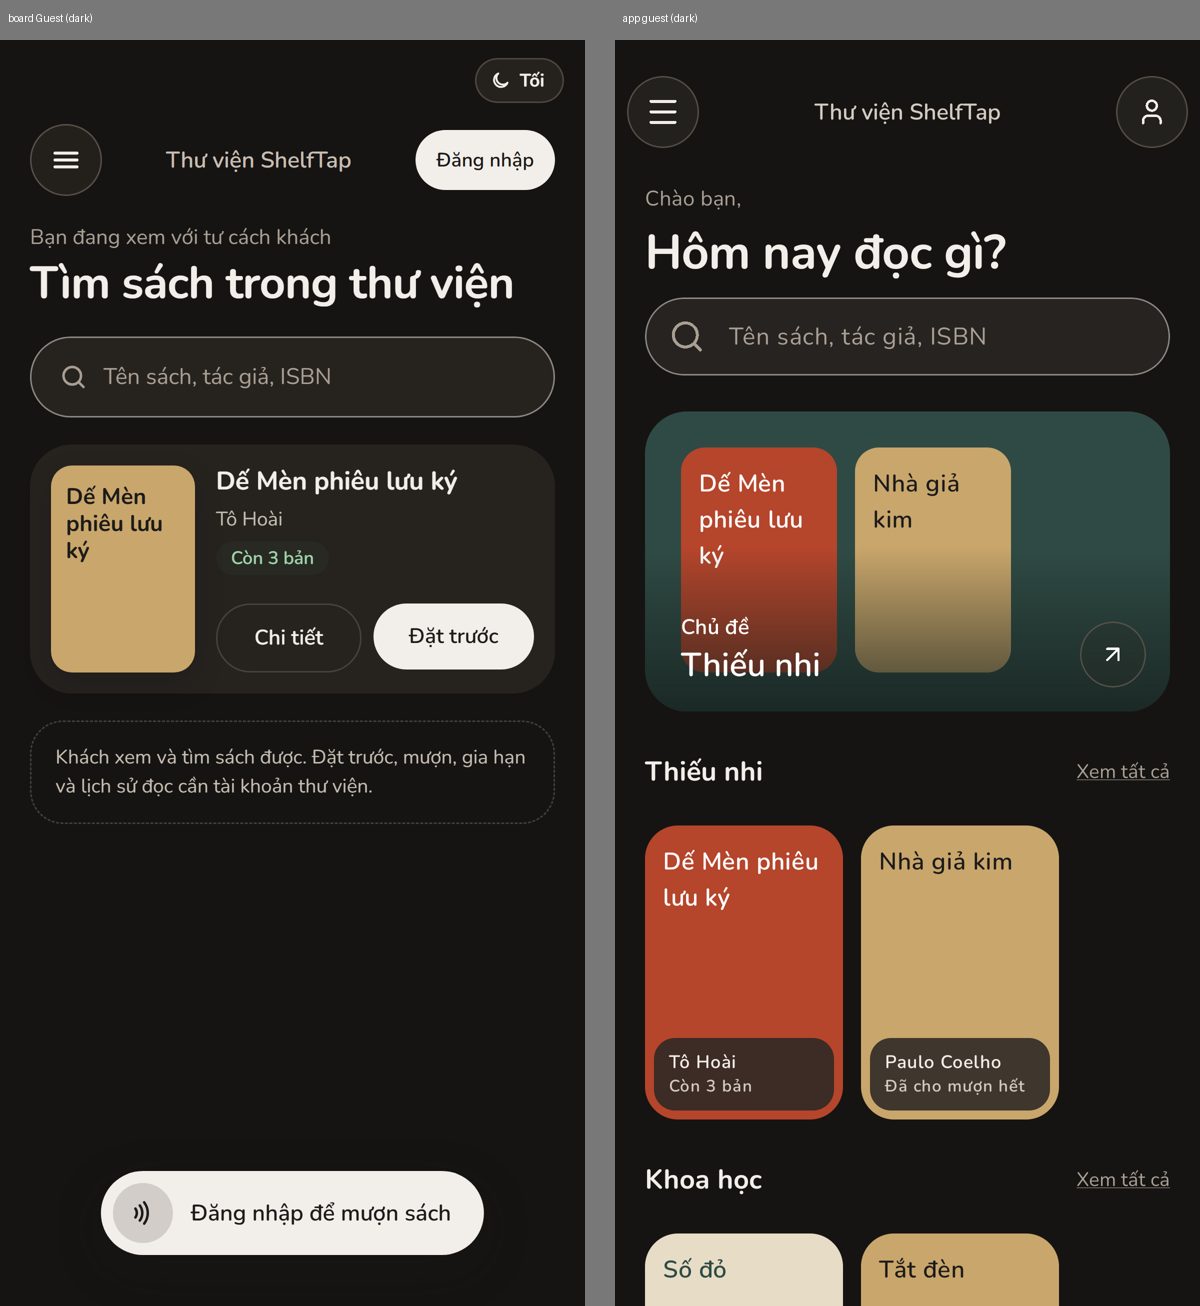 board Guest (dark)
Tối
Thư viện ShelfTap
Đăng nhập
Bạn đang xem với tư cách khách
Tìm sách trong thư viện
Tên sách, tác giả, ISBN
Dế Mèn
phiêu lưu
ký
Dế Mèn phiêu lưu ký
Tô Hoài
Còn 3 bản
Chi tiết
Đặt trước
Khách xem và tìm sách được. Đặt trước, mượn, gia hạn
và lịch sử đọc cần tài khoản thư viện.
Đăng nhập để mượn sách
app guest (dark)
Thư viện ShelfTap
Chào bạn,
Hôm nay đọc gì?
Tên sách, tác giả, ISBN
Dế Mèn
phiêu lưu
ký
Nhà giả
kim
Chủ đề
Thiếu nhi
Thiếu nhi
Xem tất cả
Dế Mèn phiêu
lưu ký
Tô Hoài
Còn 3 bản
Nhà giả kim
Paulo Coelho
Đã cho mượn hết
Khoa học
Xem tất cả
Số đỏ
Tắt đèn